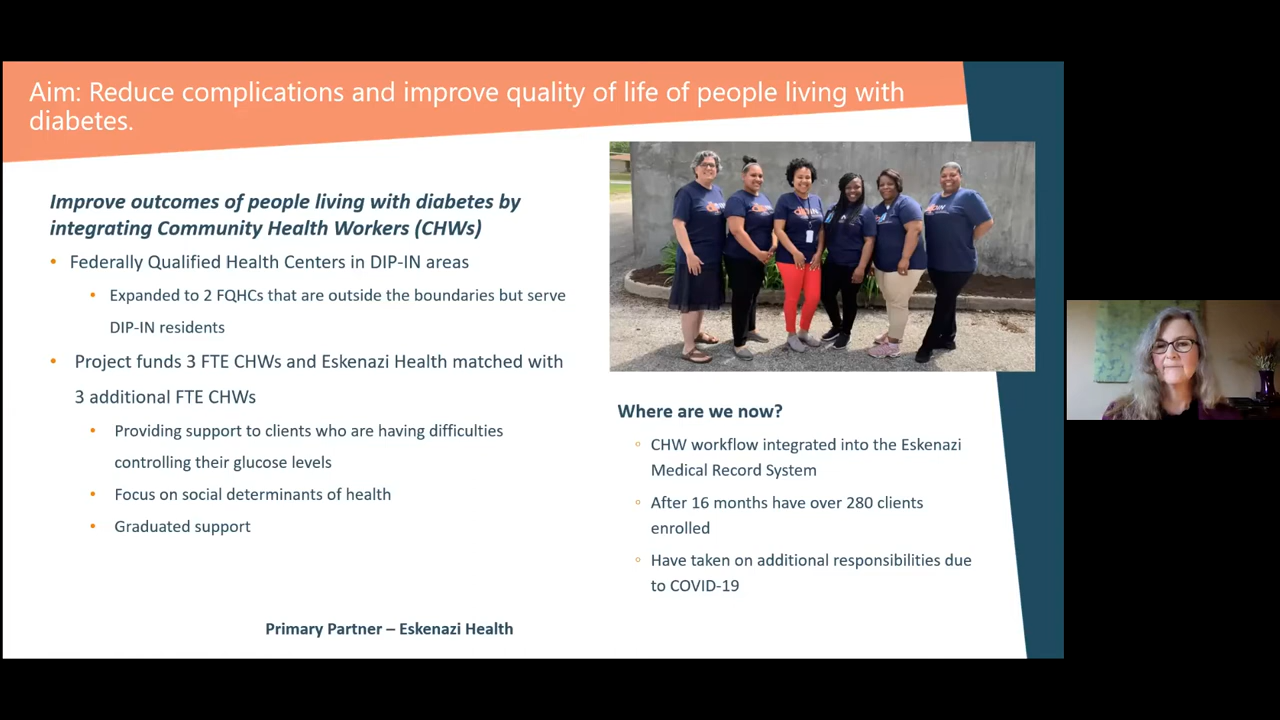 Aim: Reduce complications and improve quality of life of people living with
diabetes.
Improve outcomes of people living with diabetes by
integrating Community Health Workers (CHWs)
• Federally Qualified Health Centers in DIP-IN areas
• Expanded to 2 FQHCs that are outside the boundaries but serve
DIP-IN residents
• Project funds 3 FTE CHWs and Eskenazi Health matched with
3 additional FTE CHWs
• Providing support to clients who are having difficulties
controlling their glucose levels
• Focus on social determinants of health
• Graduated support
Primary Partner – Eskenazi Health
Where are we now?
◦ CHW workflow integrated into the Eskenazi
Medical Record System
◦ After 16 months have over 280 clients
enrolled
◦ Have taken on additional responsibilities due
to COVID-19